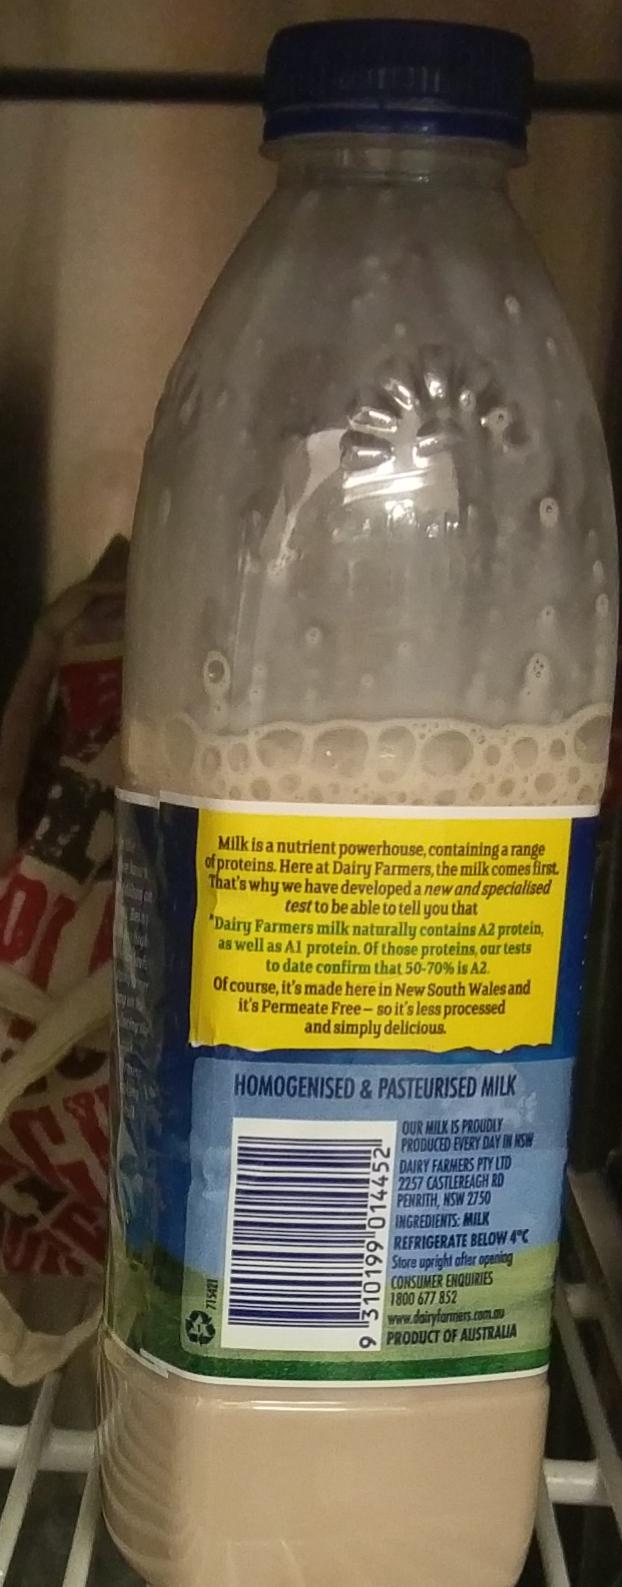 Milk is a nutrient powerhouse, containing a range
of proteins. Here at Dairy Farmers, the milk comes first.
That's why we have developed a new and specialised
test to be able to tell you that
*Dairy Farmers milk naturally contains A2 protein,
as well as A1 protein. Of those proteins, our tests
to date confirm that 50-70% is A2.
Of course, it's made here in New South Wales and
it's Permeate Free – so it's less processed
and simply delicious.
HOMOGENISED & PASTEURISED MILK
OUR MILK IS PROUDLY
PRODUCED EVERY DAY IN NSW
DAIRY FARMERS PTY LTD
2257 CASTLEREAGH RD
PENRITH, NSW 2750
INGREDIENTS: MILK
REFRIGERATE BELOW 4°C
Store upright after opening
CONSUMER ENQUIRIES
1800 677 852
www.dairyfarmers.com.au
PRODUCT OF AUSTRALIA
9 310199 014452
1
715421